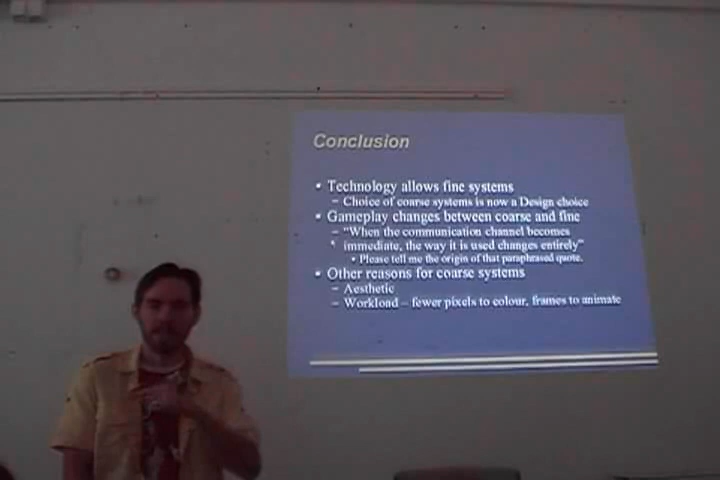 Conclusion
• Technology allows fine systems
– Choice of coarse systems is now a Design choice
• Gameplay changes between coarse and fine
– "When the communication channel becomes
* immediate, the way it is used changes entirely"
• Please tell me the origin of that paraphrased quote.
• Other reasons for coarse systems
– Aesthetic
– Workload – fewer pixels to colour, frames to animate